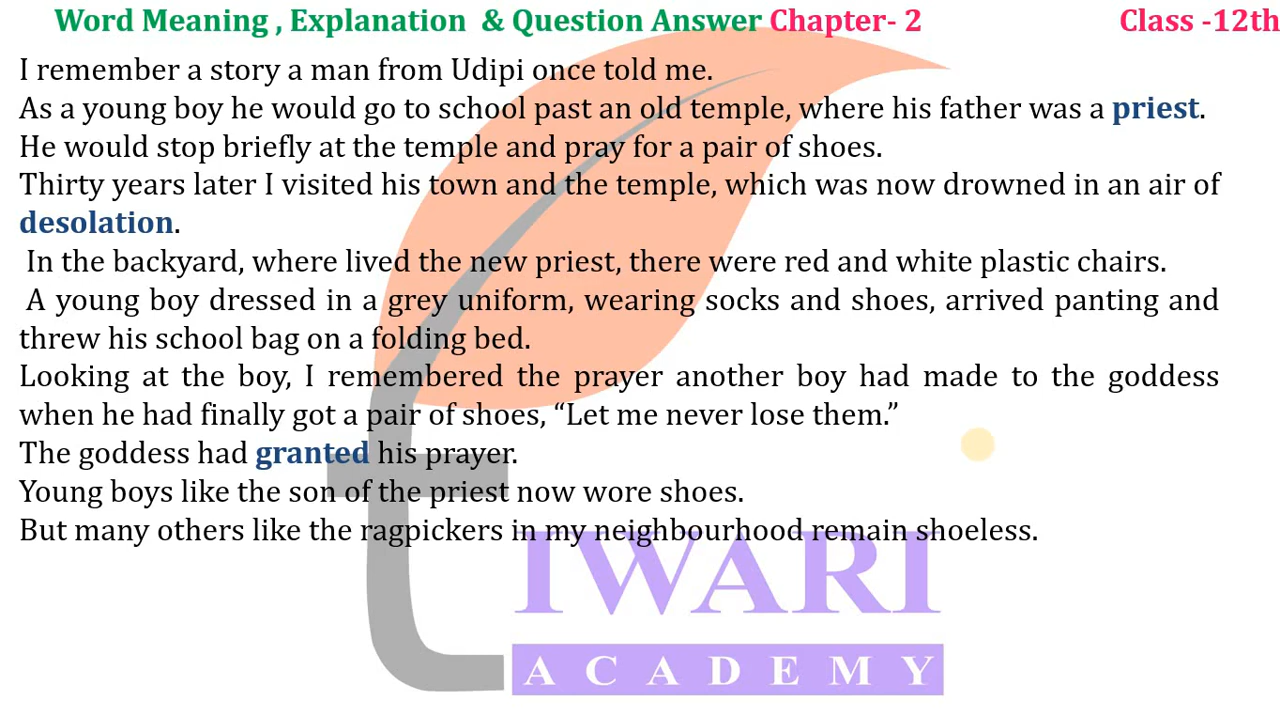 Word Meaning , Explanation & Question Answer Chapter- 2 Class -12th
I remember a story a man from Udipi once told me.
As a young boy he would go to school past an old temple, where his father was a priest.
He would stop briefly at the temple and pray for a pair of shoes.
Thirty years later I visited his town and the temple, which was now drowned in an air of
desolation.
In the backyard, where lived the new priest, there were red and white plastic chairs.
A young boy dressed in a grey uniform, wearing socks and shoes, arrived panting and
threw his school bag on a folding bed.
Looking at the boy, I remembered the prayer another boy had made to the goddess
when he had finally got a pair of shoes, “Let me never lose them.”
The goddess had granted his prayer.
Young boys like the son of the priest now wore shoes.
But many others like the ragpickers in my neighbourhood remain shoeless.
IWARI
ACADEMY